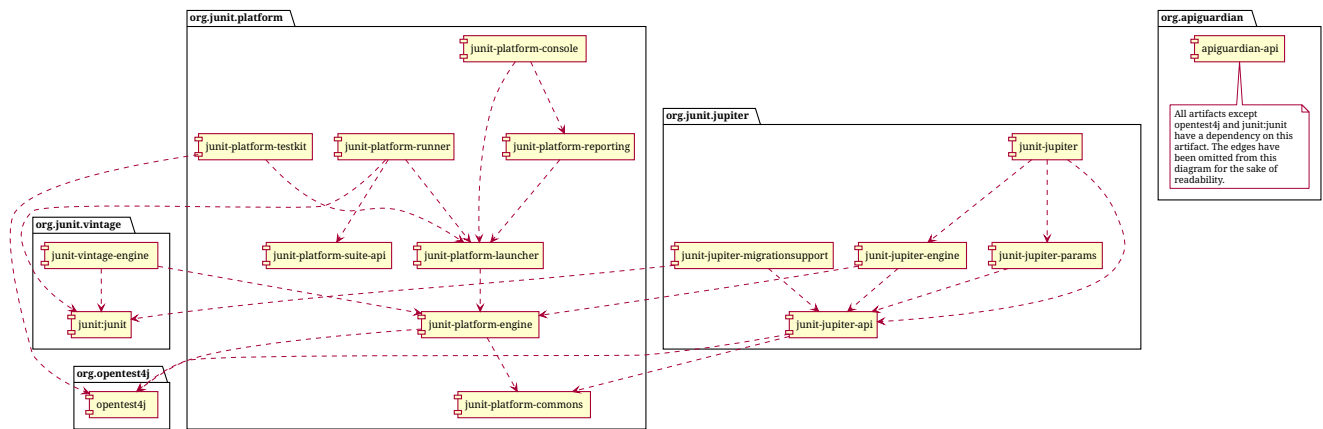 org.junit.platform
org.apiguardian
junit-platform-console
apiguardian-api
All artifacts except
opentest4j and junit:junit
have a dependency on this
artifact. The edges have
been omitted from this
diagram for the sake of
readability.
org.junit.jupiter
junit-platform-testkit
junit-platform-runner
junit-platform-reporting
junit-jupiter
org.junit.vintage
junit-vintage-engine
junit-platform-suite-api
junit-platform-launcher
junit-jupiter-migrationsupport
junit-jupiter-engine
junit-jupiter-params
junit:junit
junit-platform-engine
junit-jupiter-api
org.opentest4j
opentest4j
junit-platform-commons